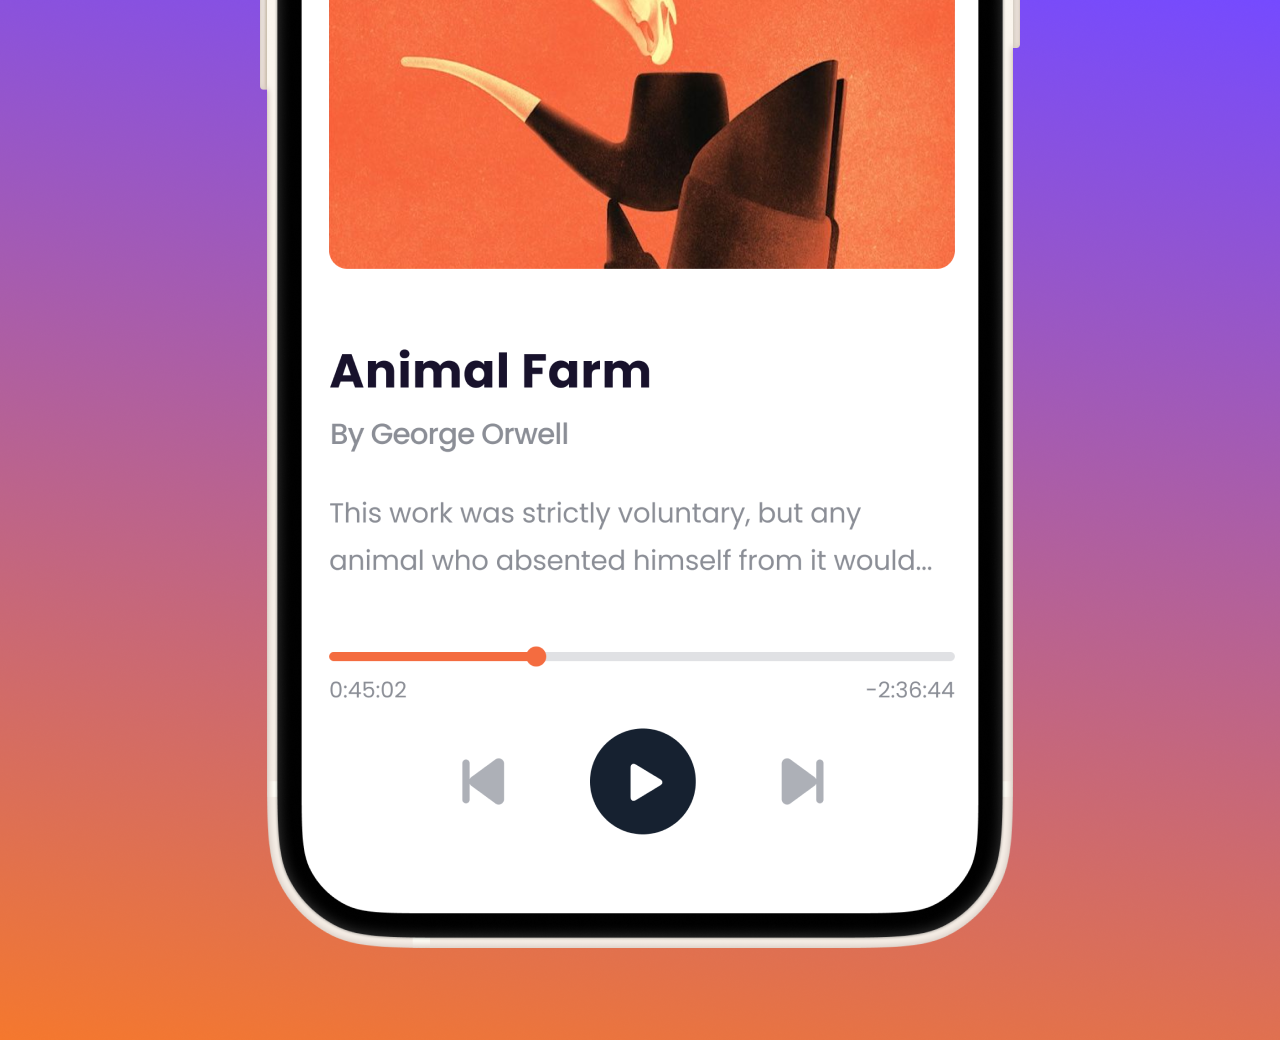 Animal Farm
By George Orwell
This work was strictly voluntary, but any
animal who absented himself from it would...
0:45:02
-2:36:44